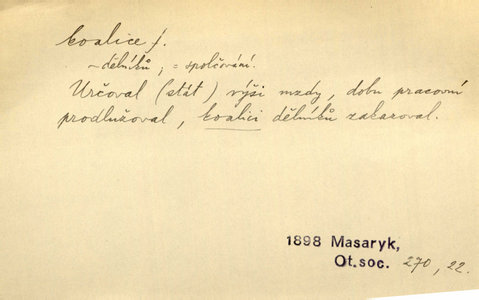 koalice f.
– dělníků, = spolčování.
Určoval (stát) výši mzdy, dobu pracovní
prodlužoval, koalici dělníků zakazoval.
1898 Masaryk,
Ot. soc. 270, 22.